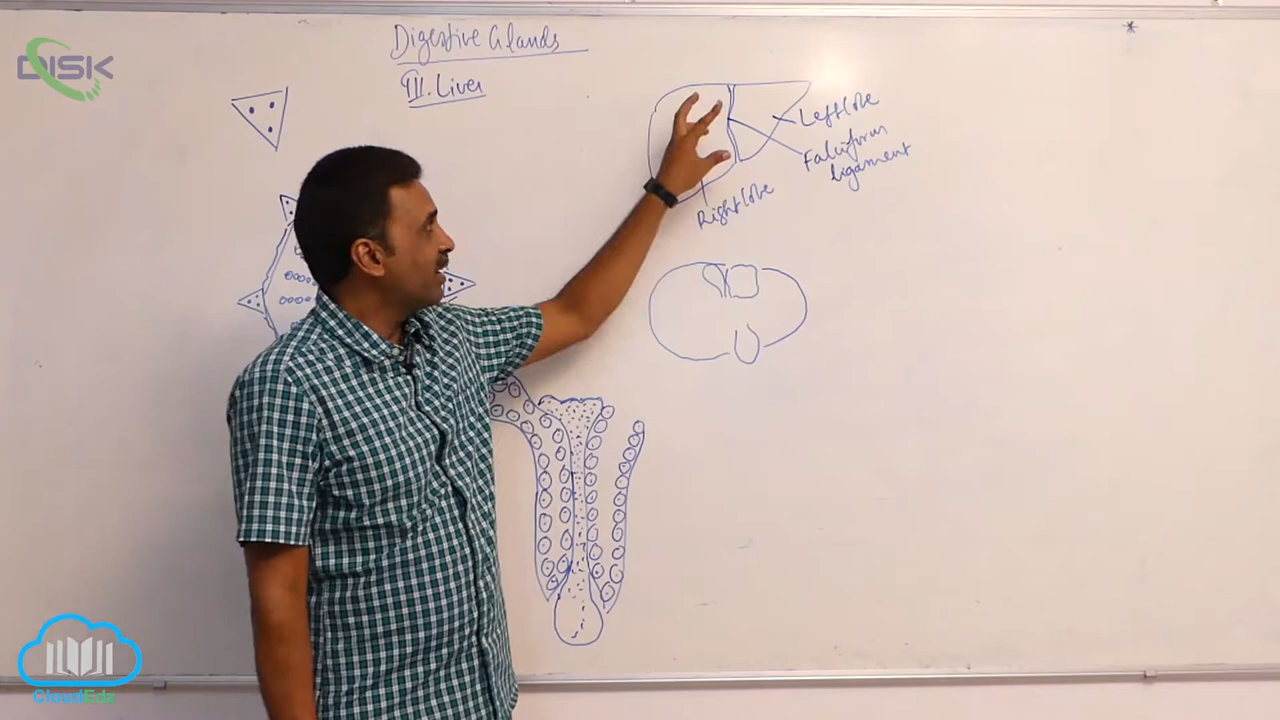 DISK
Digestive Glands
III. Liver
Left lobe
Falciform
ligament
Right lobe
CloudEdz